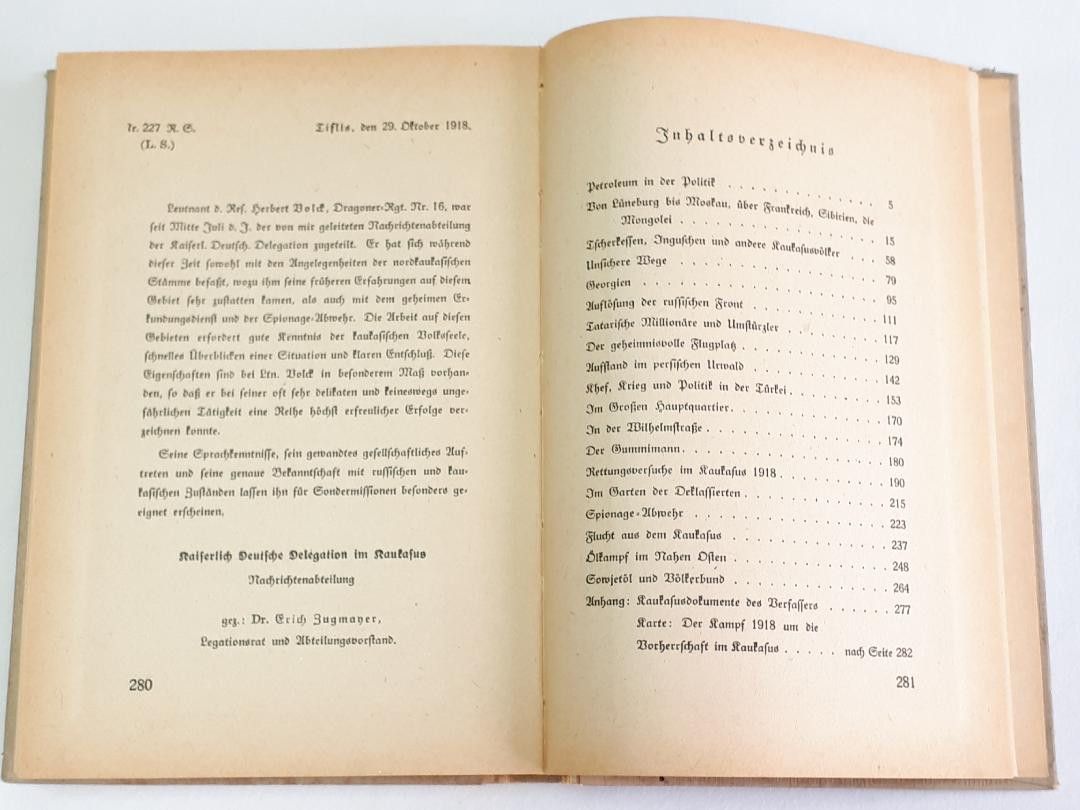 Nr. 227 R. S.
Tiflis, den 29. Oktober 1918.
(L. S.)
Leutnant d. Res. Herbert Volck, Dragoner-Rgt. Nr. 16, war
seit Mitte Juli d. J. der von mir geleiteten Nachrichtenabteilung
der Kaiserl. Deutsch. Delegation zugeteilt. Er hat sich während
dieser Zeit sowohl mit den Angelegenheiten der nordkaukasischen
Stämme befaßt, wozu ihm seine früheren Erfahrungen auf diesem
Gebiet sehr zustatten kamen, als auch mit dem geheimen Er-
kundungsdienst und der Spionage-Abwehr. Die Arbeit auf diesen
Gebieten erfordert gute Kenntnis der kaukasischen Volksseele,
schnelles Überblicken einer Situation und klaren Entschluß. Diese
Eigenschaften sind bei Ltn. Volck in besonderem Maß vorhan-
den, so daß er bei seiner oft sehr delikaten und keineswegs unge-
fährlichen Tätigkeit eine Reihe höchst erfreulicher Erfolge ver-
zeichnen konnte.
Seine Sprachkenntnisse, sein gewandtes gesellschaftliches Auf-
treten und seine genaue Bekanntschaft mit russischen und kau-
kasischen Zuständen lassen ihn für Sondermissionen besonders ge-
eignet erscheinen.
Kaiserlich Deutsche Delegation im Kaukasus
Nachrichtenabteilung
gez.: Dr. Erich Zugmayer,
Legationsrat und Abteilungsvorstand.
280
Inhaltsverzeichnis
Petroleum in der Politik . . . . . . . . . . . 5
Von Lüneburg bis Moskau, über Frankreich, Sibirien, die
Mongolei . . . . . . . . . . . . . 15
Tscherkessen, Inguschen und andere Kaukasusvölker . . . 58
Unsichere Wege . . . . . . . . . . . . . 79
Georgien . . . . . . . . . . . . . . . 95
Auflösung der russischen Front . . . . . . . . 111
Tatarische Millionäre und Umstürzler . . . . . . 117
Der geheimnisvolle Flugplatz . . . . . . . . . 129
Aufstand im persischen Urwald . . . . . . . . 142
Khef, Krieg und Politik in der Türkei . . . . . . 153
Im Großen Hauptquartier . . . . . . . . . . 170
In der Wilhelmstraße . . . . . . . . . . . 174
Der Gummimann . . . . . . . . . . . . . 180
Rettungsversuche im Kaukasus 1918 . . . . . . . 190
Im Garten der Deklassierten . . . . . . . . . 215
Spionage-Abwehr . . . . . . . . . . . . 223
Flucht aus dem Kaukasus . . . . . . . . . . 237
Ölkampf im Nahen Osten . . . . . . . . . . 248
Sowjetöl und Völkerbund . . . . . . . . . . 264
Anhang: Kaukasusdokumente des Verfassers . . . . . 277
Karte: Der Kampf 1918 um die
Vorherrschaft im Kaukasus . . . . . nach Seite 282
281